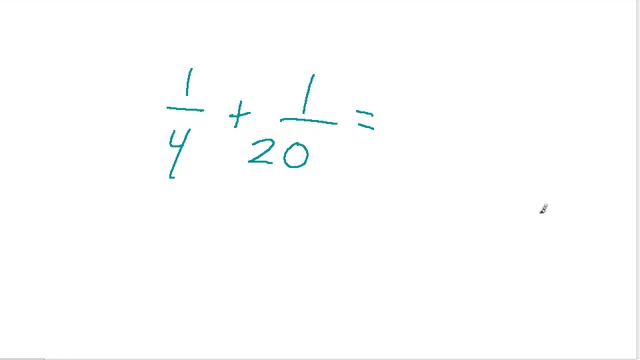 1/4 + 1/20 =